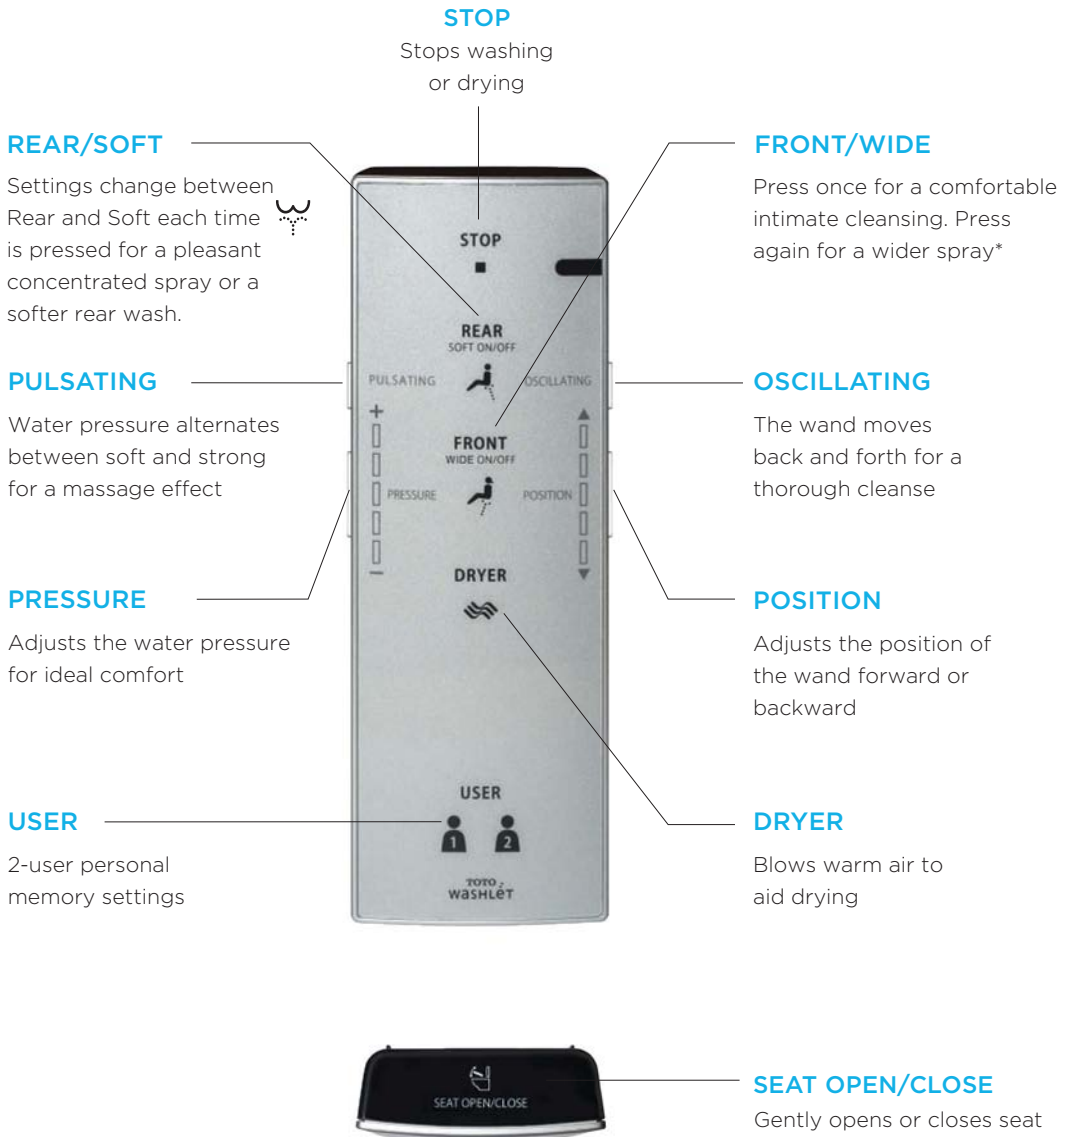 STOP
Stops washing
or drying
REAR/SOFT
Settings change between
Rear and Soft each time
is pressed for a pleasant
concentrated spray or a
softer rear wash.
FRONT/WIDE
Press once for a comfortable
intimate cleansing. Press
again for a wider spray*
PULSATING
Water pressure alternates
between soft and strong
for a massage effect
OSCILLATING
The wand moves
back and forth for a
thorough cleanse
PRESSURE
Adjusts the water pressure
for ideal comfort
POSITION
Adjusts the position of
the wand forward or
backward
USER
2-user personal
memory settings
DRYER
Blows warm air to
aid drying
STOP
REAR
SOFT ON/OFF
PULSATING
OSCILLATING
+
FRONT
WIDE ON/OFF
PRESSURE
POSITION
−
DRYER
USER
1 2
TOTO
WASHLET
SEAT OPEN/CLOSE
SEAT OPEN/CLOSE
Gently opens or closes seat